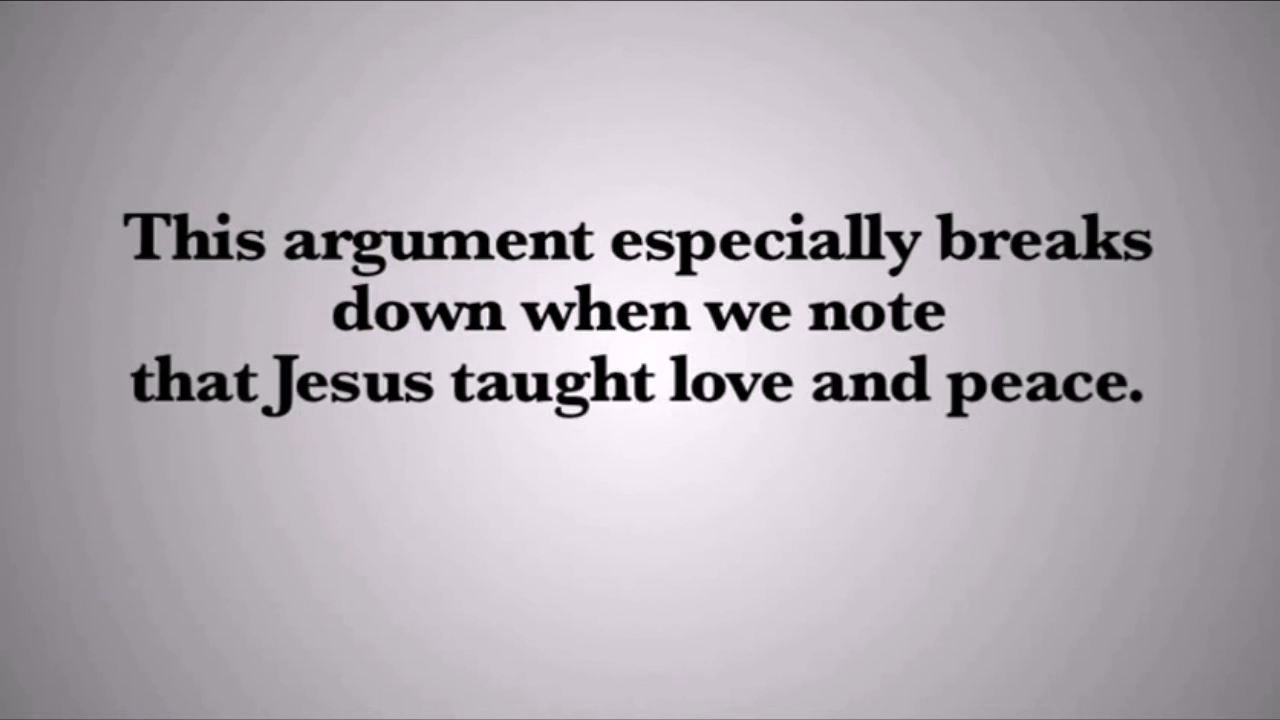 This argument especially breaks
down when we note
that Jesus taught love and peace.